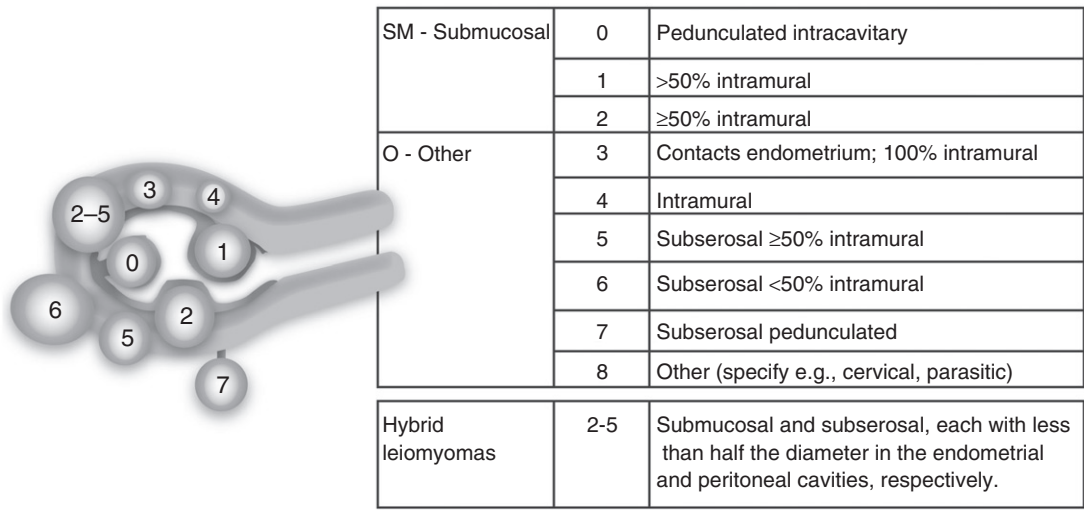 SM - Submucosal 0 Pedunculated intracavitary
1 >50% intramural
2 ≥50% intramural
O - Other 3 Contacts endometrium; 100% intramural
4 Intramural
5 Subserosal ≥50% intramural
6 Subserosal <50% intramural
7 Subserosal pedunculated
8 Other (specify e.g., cervical, parasitic)
Hybrid leiomyomas 2-5 Submucosal and subserosal, each with less
than half the diameter in the endometrial
and peritoneal cavities, respectively.
3
4
2–5
1
0
6
2
5
7